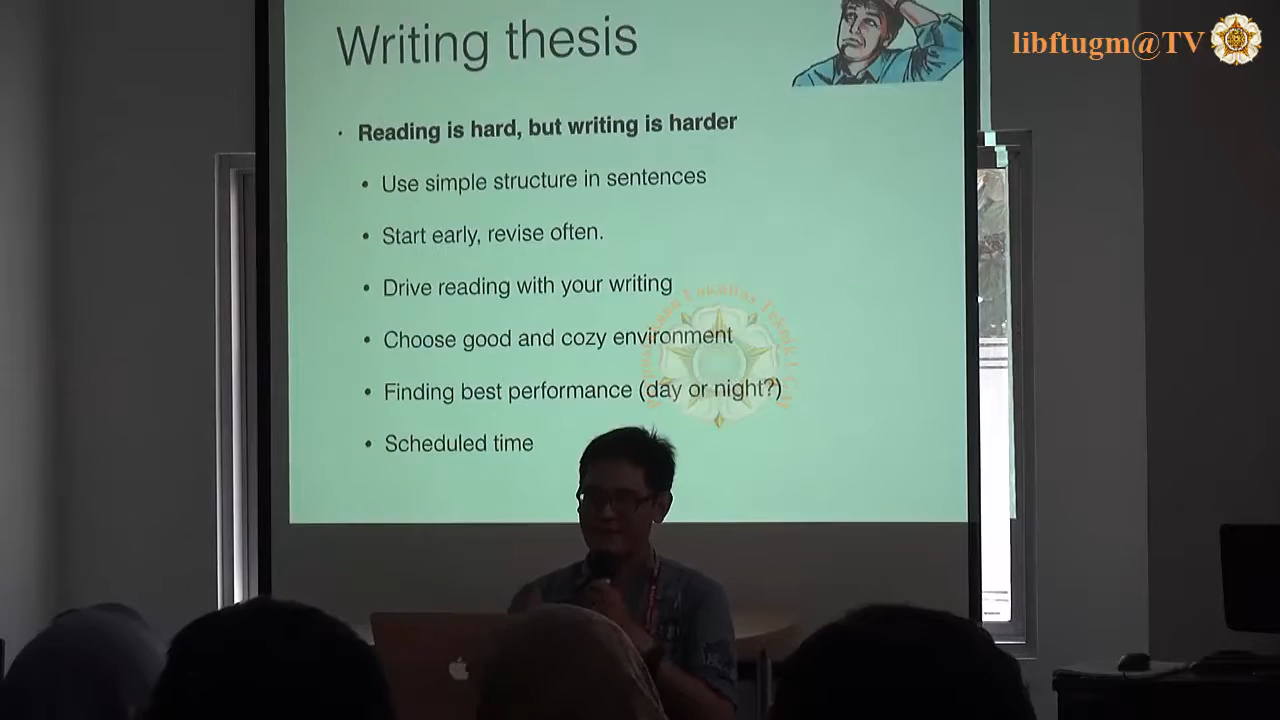 Writing thesis
libftugm@TV
· Reading is hard, but writing is harder
• Use simple structure in sentences
• Start early, revise often.
• Drive reading with your writing
• Choose good and cozy environment
• Finding best performance (day or night?)
• Scheduled time